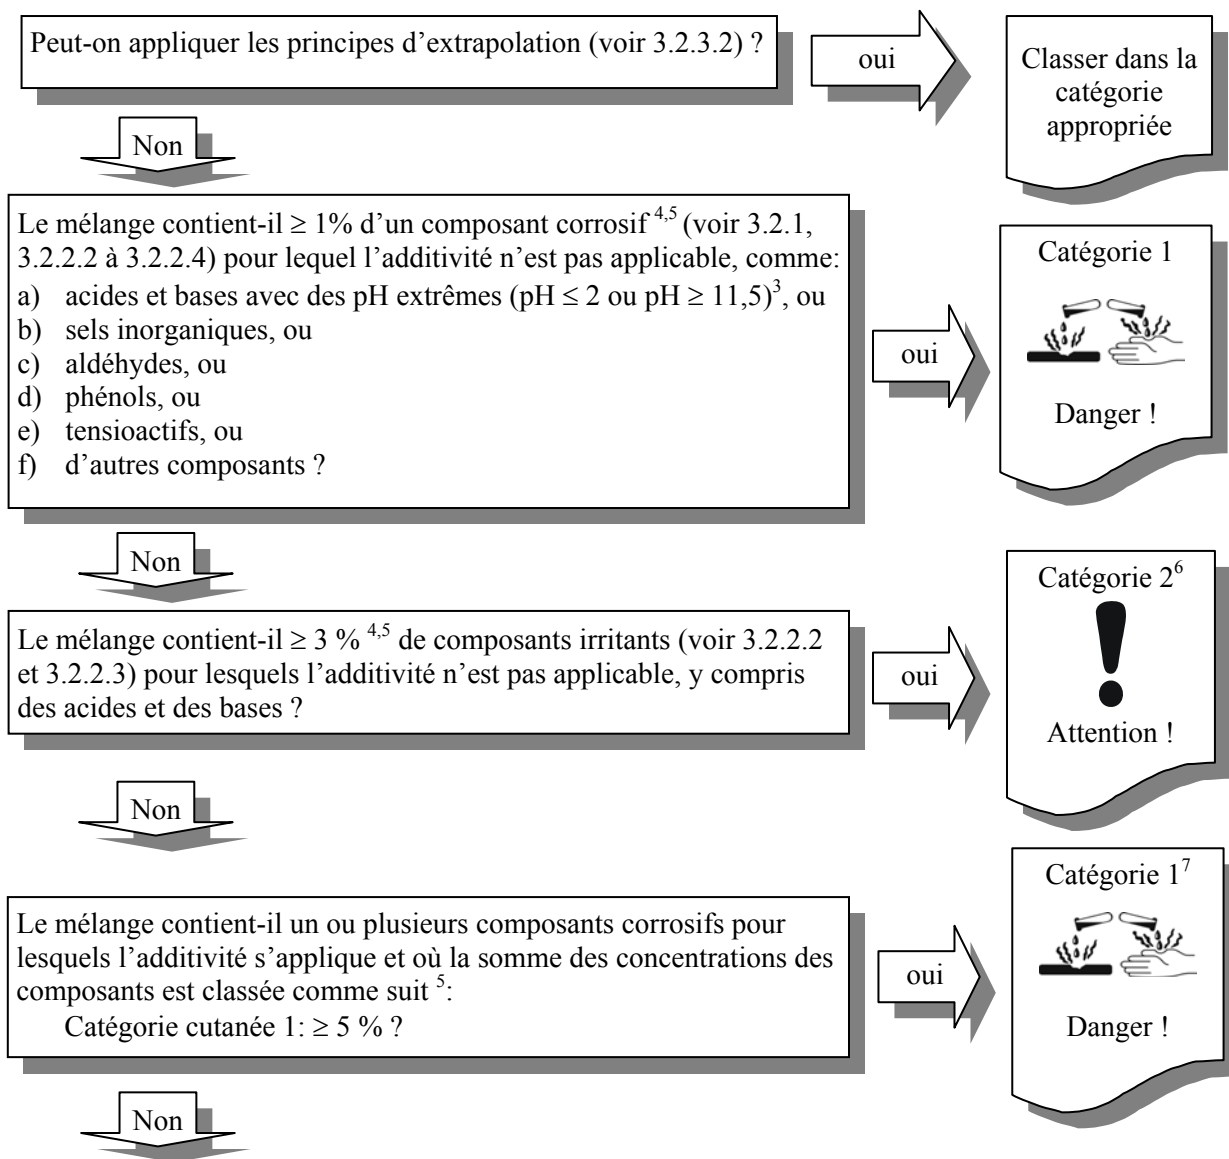 Peut-on appliquer les principes d'extrapolation (voir 3.2.3.2) ?
oui
Classer dans la
catégorie
appropriée
Non
Le mélange contient-il ≥ 1% d'un composant corrosif 4,5 (voir 3.2.1,
3.2.2.2 à 3.2.2.4) pour lequel l'additivité n'est pas applicable, comme:
a) acides et bases avec des pH extrêmes (pH ≤ 2 ou pH ≥ 11,5)3, ou
b) sels inorganiques, ou
c) aldéhydes, ou
d) phénols, ou
e) tensioactifs, ou
f) d'autres composants ?
oui
Catégorie 1
Danger !
Non
Le mélange contient-il ≥ 3 % 4,5 de composants irritants (voir 3.2.2.2
et 3.2.2.3) pour lesquels l'additivité n'est pas applicable, y compris
des acides et des bases ?
oui
Catégorie 26
Attention !
Non
Le mélange contient-il un ou plusieurs composants corrosifs pour
lesquels l'additivité s'applique et où la somme des concentrations des
composants est classée comme suit 5:
Catégorie cutanée 1: ≥ 5 % ?
oui
Catégorie 17
Danger !
Non